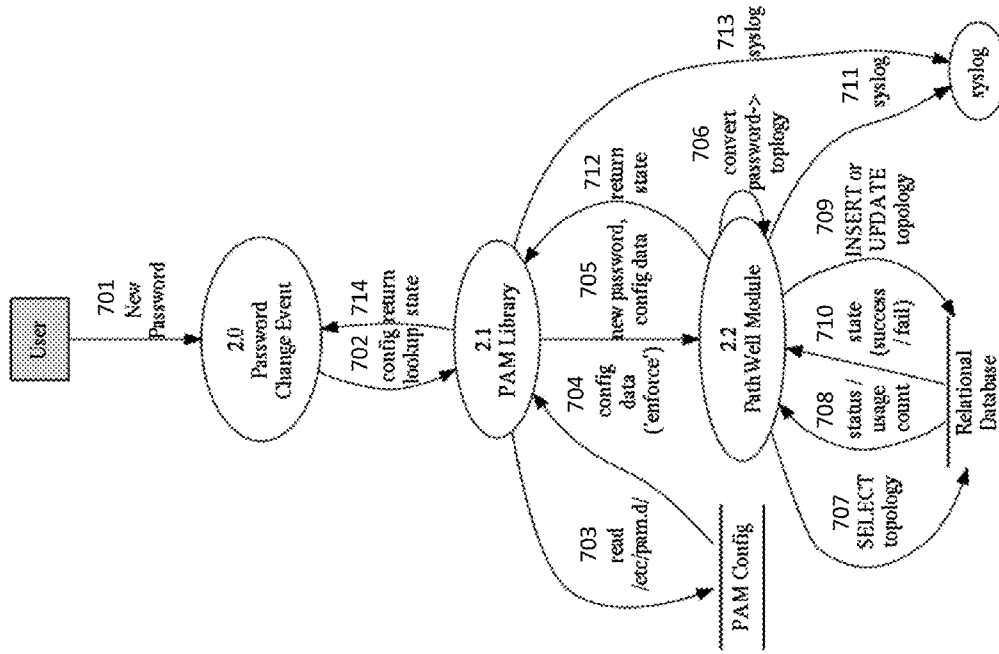 User
701
New
Password
2.0
Password
Change Event
702
config
lookup
714
return
state
2.1
PAM Library
703
read
/etc/pam.d/
704
config
data
('enforce')
705
new password,
config data
712
return
state
713
syslog
PAM Config
2.2
PathWell Module
706
convert
password->
toplogy
707
SELECT
topology
708
status /
usage
count
710
state
(success
/ fail)
709
INSERT or
UPDATE
topology
711
syslog
Relational
Database
syslog